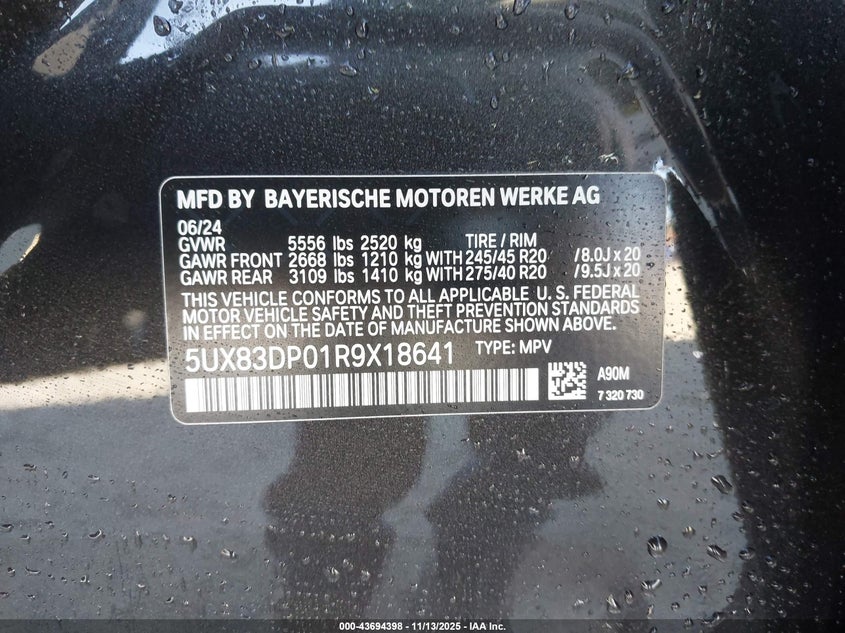 MFD BY BAYERISCHE MOTOREN WERKE AG
06/24
GVWR 5556 lbs 2520 kg TIRE / RIM
GAWR FRONT 2668 lbs 1210 kg WITH 245/45 R20 /8.0J x 20
GAWR REAR 3109 lbs 1410 kg WITH 275/40 R20 /9.5J x 20
THIS VEHICLE CONFORMS TO ALL APPLICABLE U. S. FEDERAL
MOTOR VEHICLE SAFETY AND THEFT PREVENTION STANDARDS
IN EFFECT ON THE DATE OF MANUFACTURE SHOWN ABOVE.
5UX83DP01R9X18641 TYPE: MPV
A90M
7 320 730
000-43694398 - 11/13/2025 - IAA Inc.